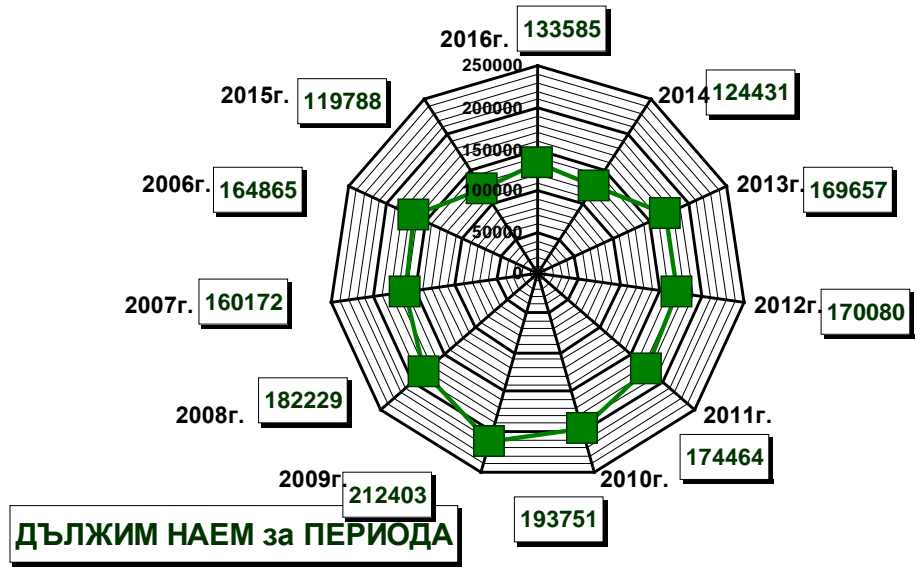 2016г.
133585
250000
200000
150000
100000
50000
0
2014
124431
2013г.
169657
2012г.
170080
2011г.
174464
2010г.
193751
2009г.
212403
2008г.
182229
2007г.
160172
2006г.
164865
2015г.
119788
ДЪЛЖИМ НАЕМ за ПЕРИОДА